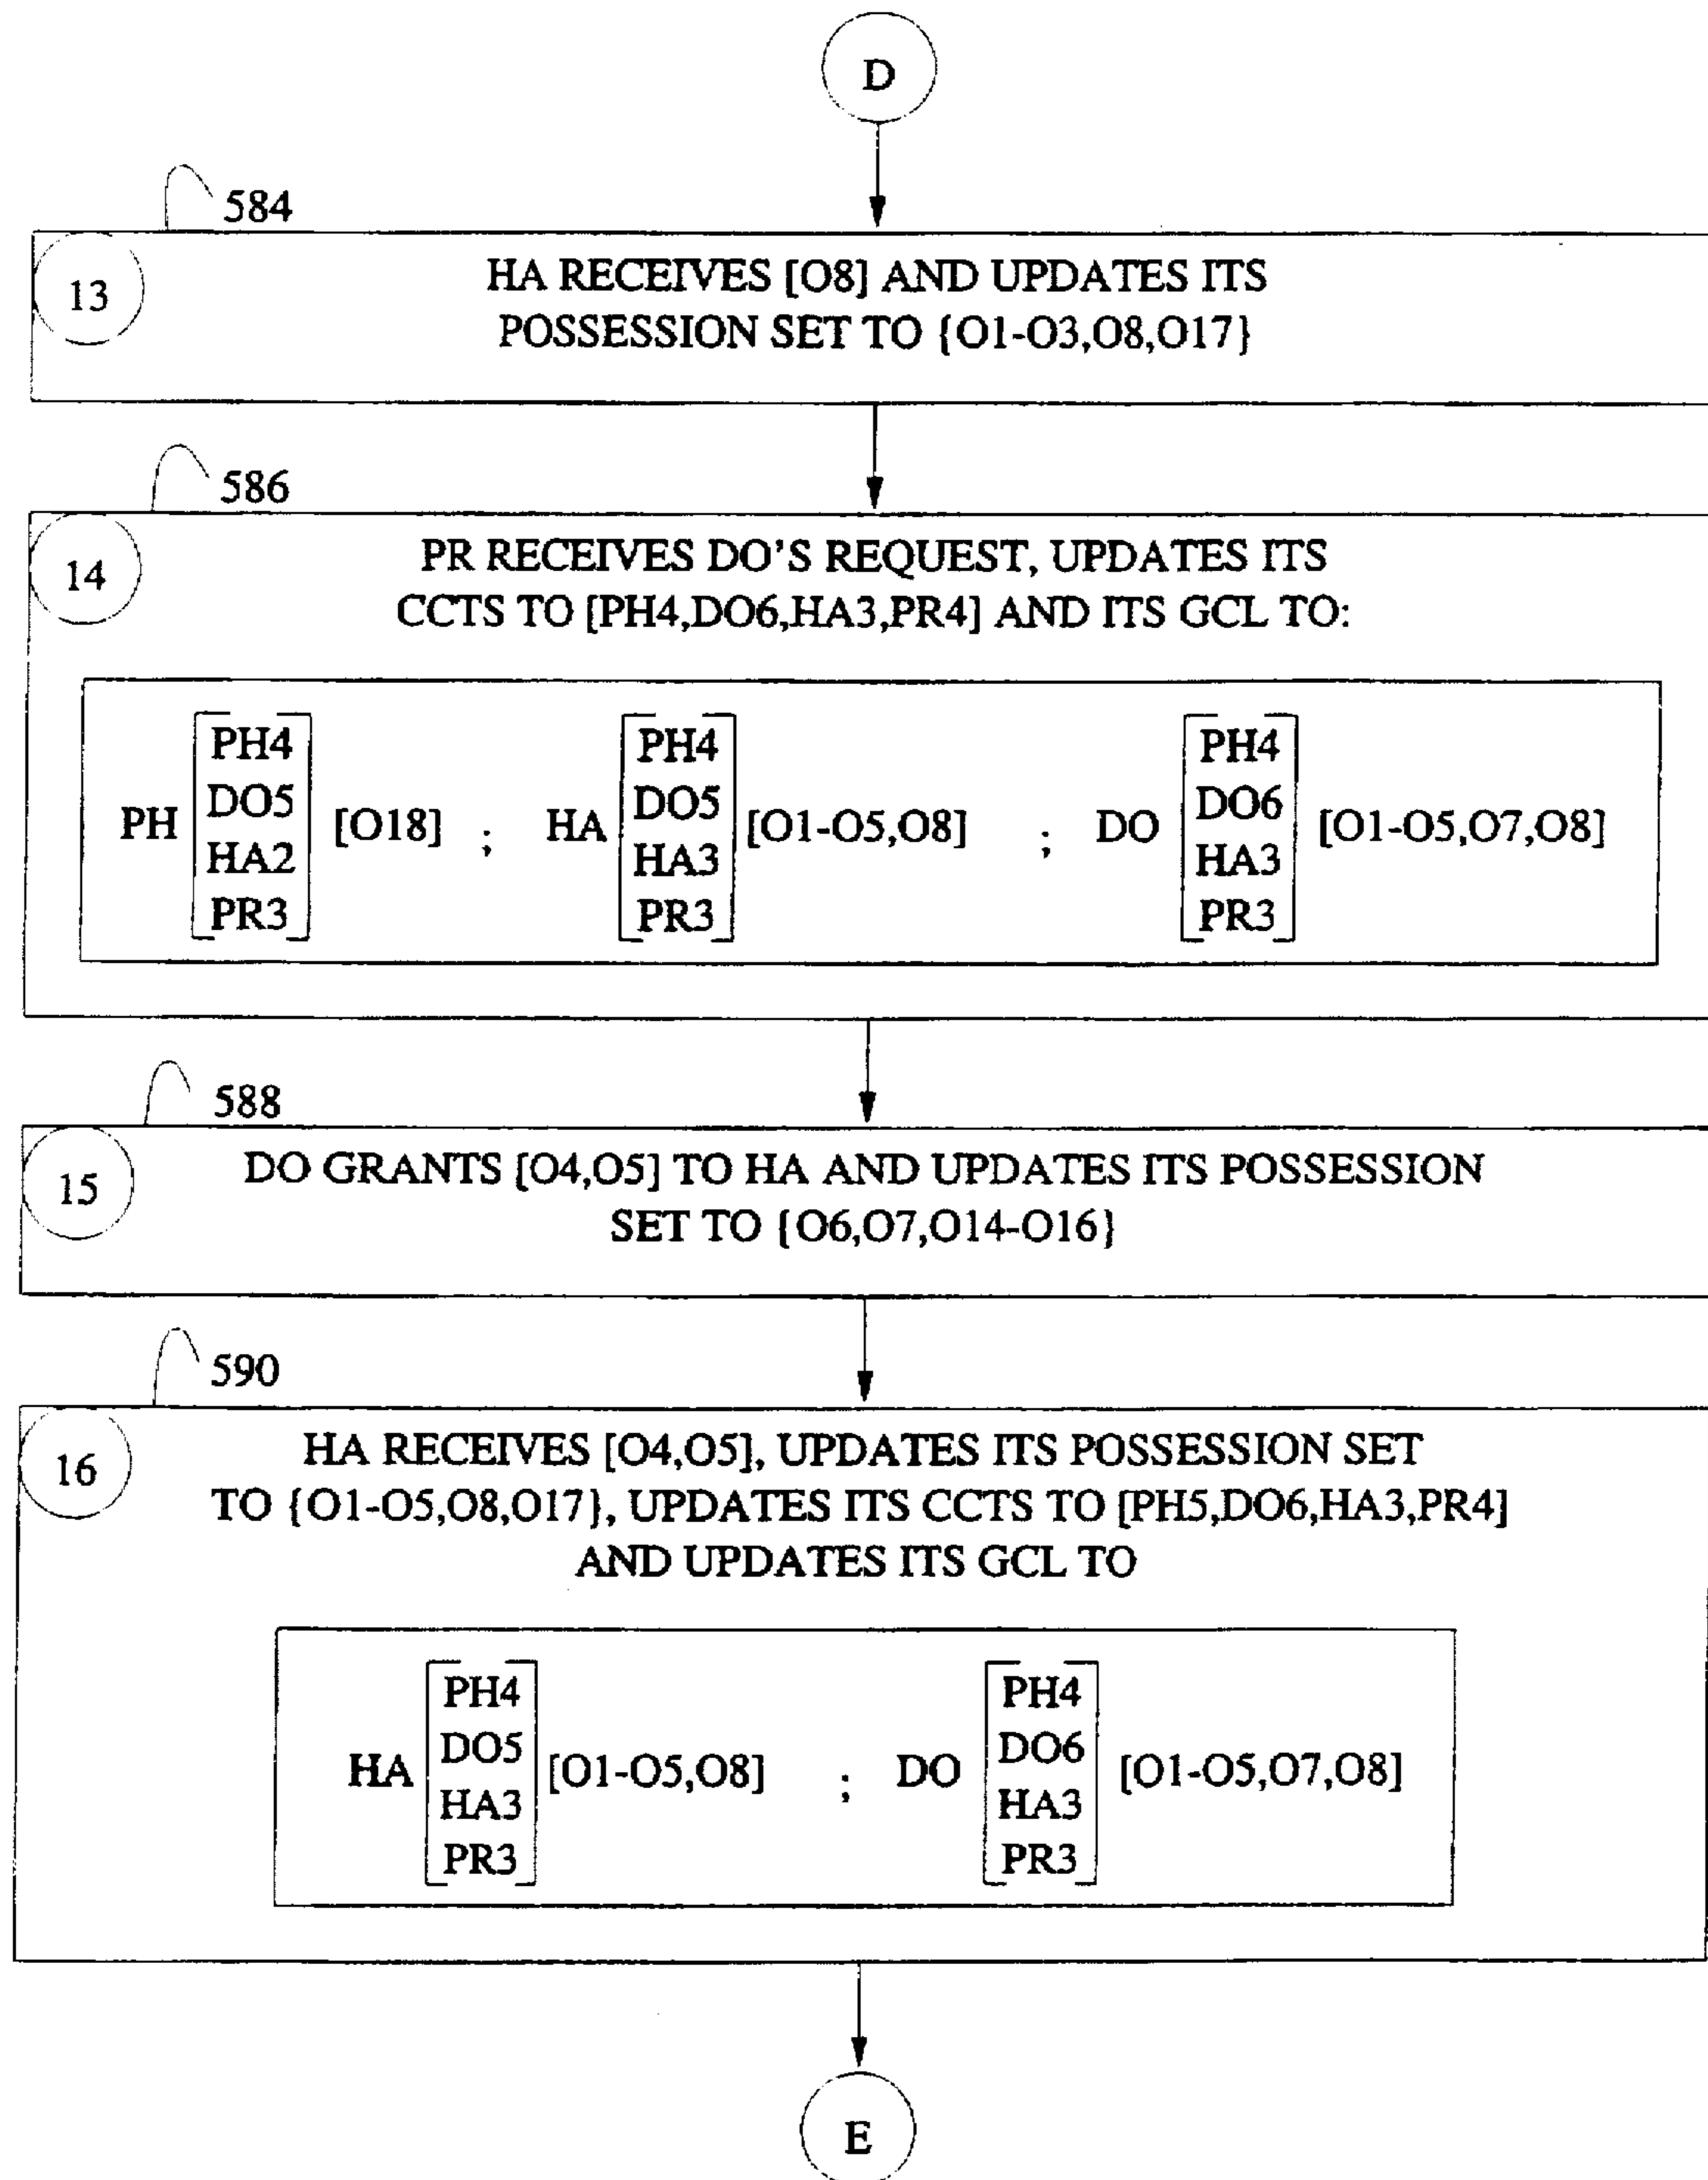 D
584
13
HA RECEIVES [O8] AND UPDATES ITS
POSSESSION SET TO {O1-O3,O8,O17}
586
14
PR RECEIVES DO'S REQUEST, UPDATES ITS
CCTS TO [PH4,DO6,HA3,PR4] AND ITS GCL TO:
PH4 PH4 PH4
DO5 DO5 DO6
PH [O18] ; HA [O1-O5,O8] ; DO [O1-O5,O7,O8]
HA2 HA3 HA3
PR3 PR3 PR3
588
15
DO GRANTS [O4,O5] TO HA AND UPDATES ITS POSSESSION
SET TO {O6,O7,O14-O16}
590
16
HA RECEIVES [O4,O5], UPDATES ITS POSSESSION SET
TO {O1-O5,O8,O17}, UPDATES ITS CCTS TO [PH5,DO6,HA3,PR4]
AND UPDATES ITS GCL TO
PH4 PH4
DO5 DO6
HA [O1-O5,O8] ; DO [O1-O5,O7,O8]
HA3 HA3
PR3 PR3
E